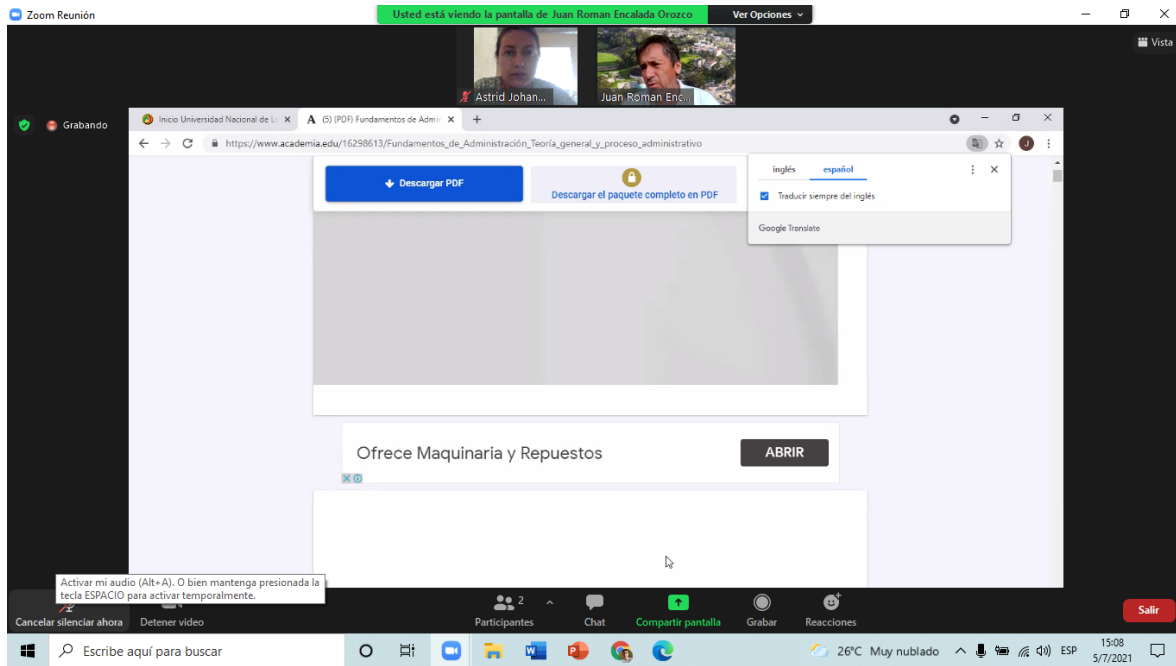 Zoom Reunión
Usted está viendo la pantalla de Juan Roman Encalada Orozco
Ver Opciones
Vista
Astrid Johan...
Juan Roman Enc...
Grabando
Inicio Universidad Nacional de Lo
(5) (PDF) Fundamentos de Admin
https://www.academia.edu/16298613/Fundamentos_de_Administración_Teoría_general_y_proceso_administrativo
J
Descargar PDF
Descargar el paquete completo en PDF
inglés español
Traducir siempre del inglés
Google Translate
Ofrece Maquinaria y Repuestos
ABRIR
Activar mi audio (Alt+A). O bien mantenga presionada la
tecla ESPACIO para activar temporalmente.
2
Cancelar silenciar ahora
Detener video
Participantes
Chat
Compartir pantalla
Grabar
Reacciones
Salir
Escribe aquí para buscar
26°C Muy nublado
ESP
15:08
5/7/2021